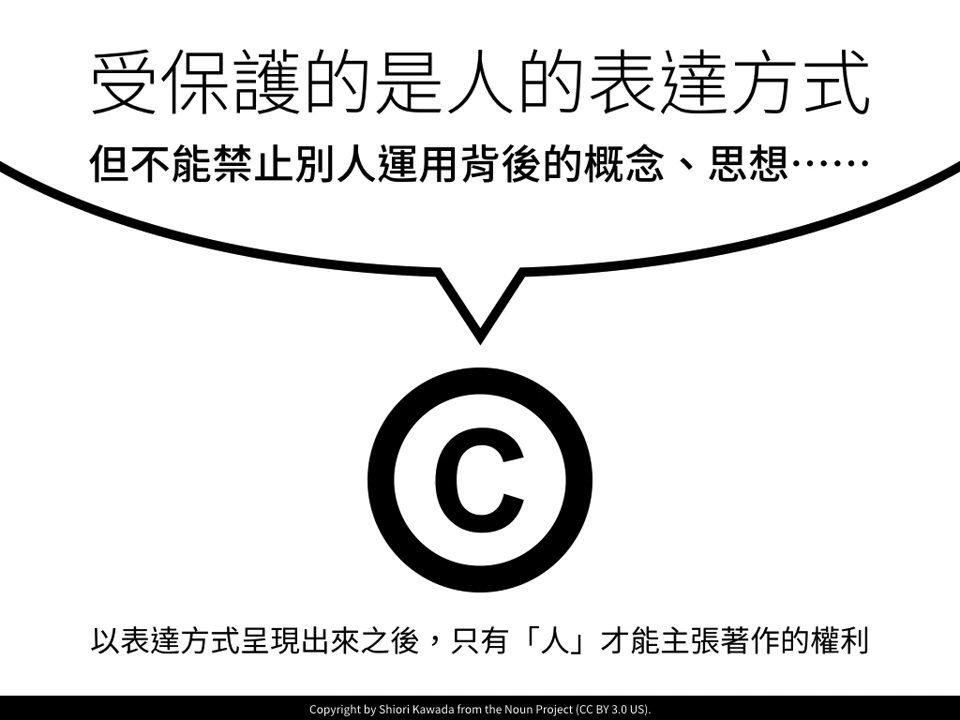 受保護的是人的表達方式
但不能禁止別人運用背後的概念、思想……
C
以表達方式呈現出來之後，只有「人」才能主張著作的權利
Copyright by Shiori Kawada from the Noun Project (CC BY 3.0 US).